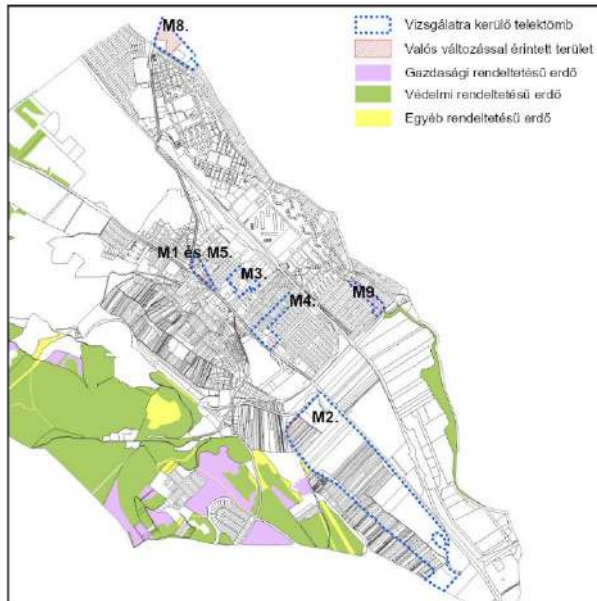 M8.
Vizsgálatra kerülő telektömb
Valós változással érintett terület
Gazdasági rendeltetésű erdő
Védelmi rendeltetésű erdő
Egyéb rendeltetésű erdő
M1 és M5.
M3.
M4.
M9.
M2.